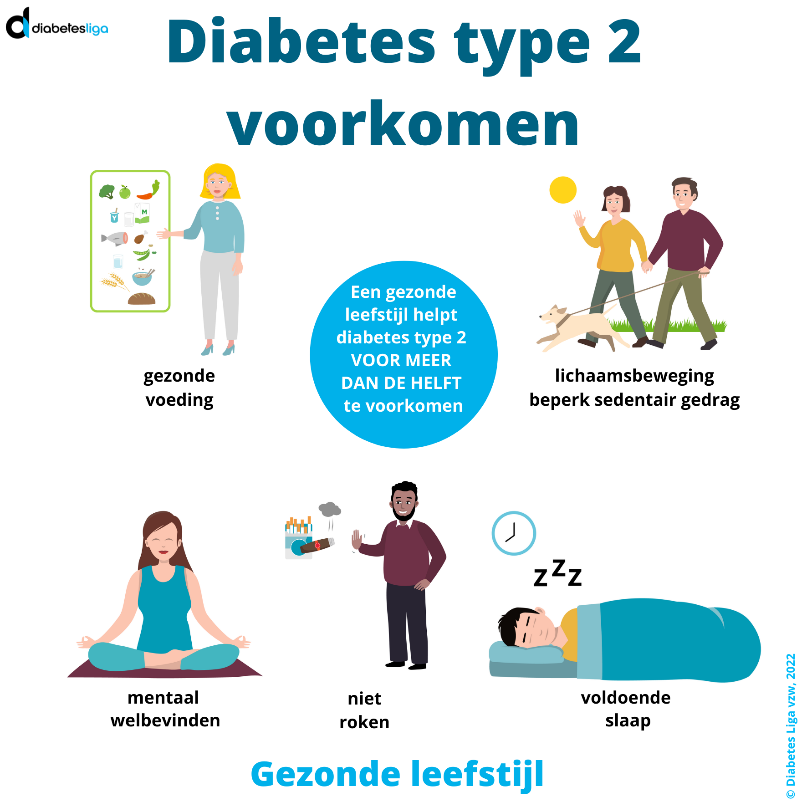 diabetesliga
Diabetes type 2
voorkomen
Y
M
Een gezonde
leefstijl helpt
diabetes type 2
VOOR MEER
DAN DE HELFT
te voorkomen
gezonde
voeding
lichaamsbeweging
beperk sedentair gedrag
z z z
mentaal
welbevinden
niet
roken
voldoende
slaap
Gezonde leefstijl
© Diabetes Liga vzw, 2022